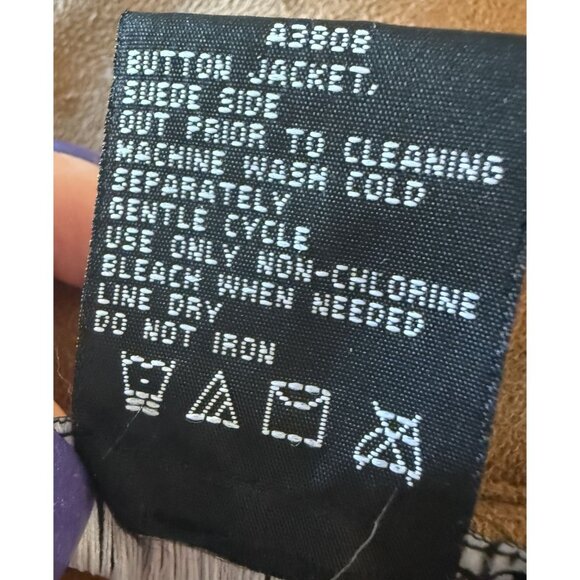 A3808
BUTTON JACKET,
SUEDE SIDE
OUT PRIOR TO CLEANING
MACHINE WASH COLD
SEPARATELY
GENTLE CYCLE
USE ONLY NON-CHLORINE
BLEACH WHEN NEEDED
LINE DRY
DO NOT IRON